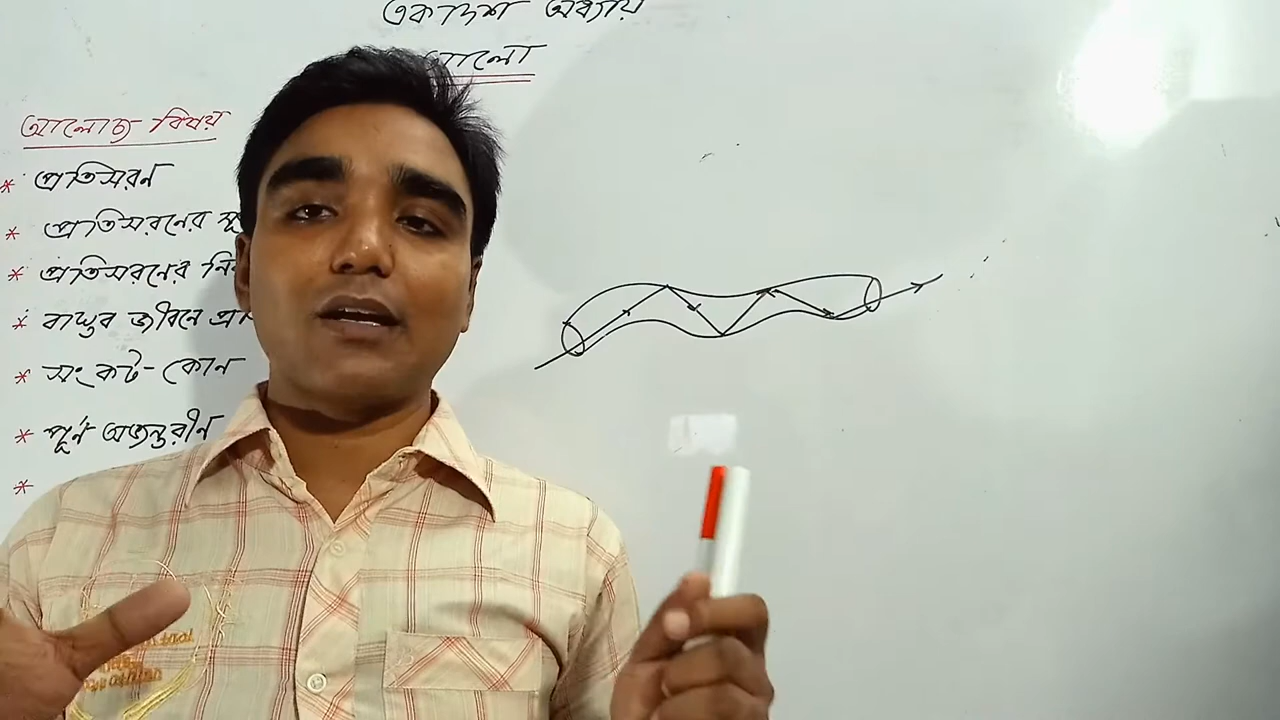 একাদশ অধ্যায়
আলো
আলোচ্য বিষয়
* প্রতিসরণ
* প্রতিসরণের
* প্রতিসরণের
* বাস্তব জীবনে
* সংকট-কোণ
* পূর্ণ অভ্যন্তরীণ
*